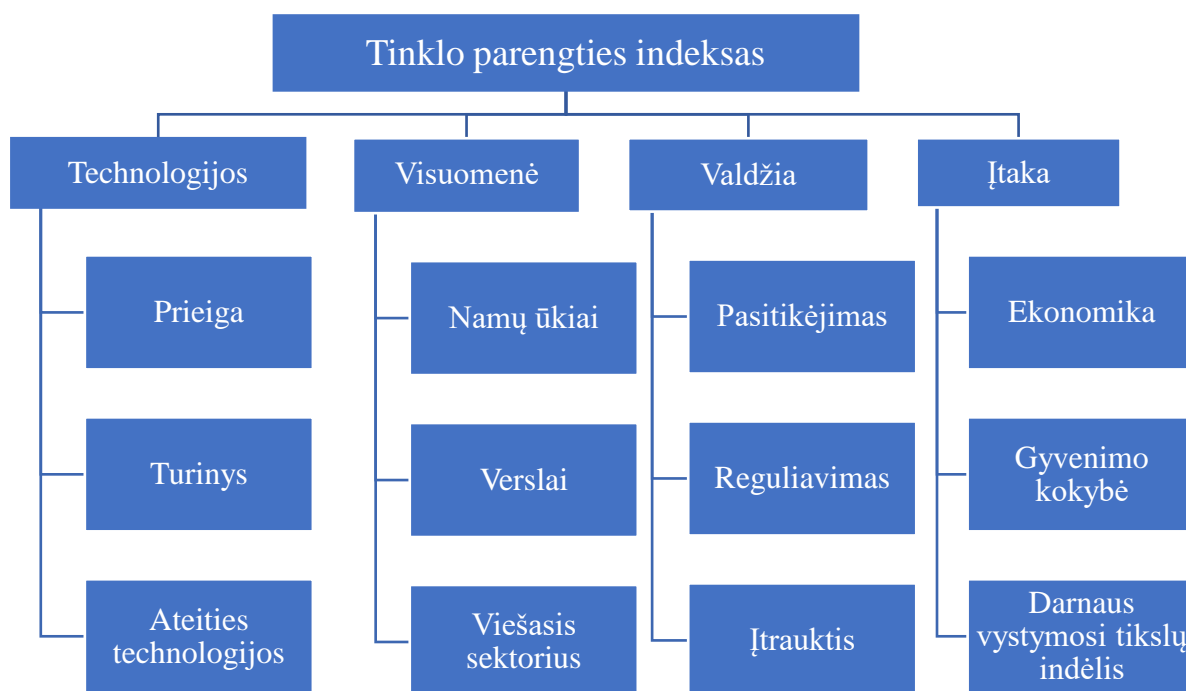 Tinklo parengties indeksas
Technologijos
Visuomenė
Valdžia
Įtaka
Prieiga
Namų ūkiai
Pasitikėjimas
Ekonomika
Turinys
Verslai
Reguliavimas
Gyvenimo
kokybė
Ateities
technologijos
Viešasis
sektorius
Įtrauktis
Darnaus
vystymosi tikslų
indėlis